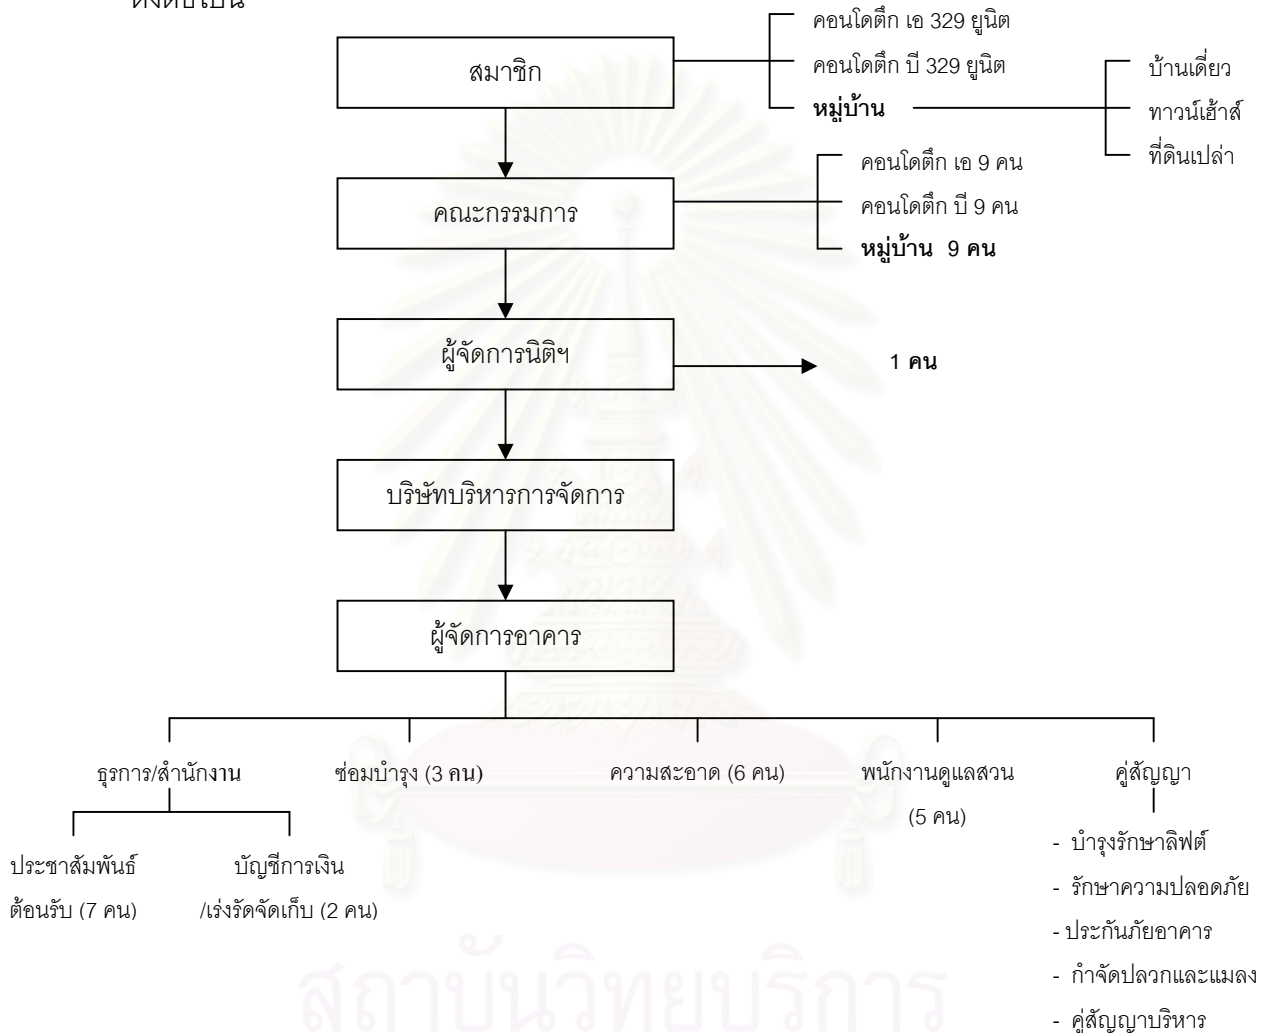 สมาชิก
คอนโดตึก เอ 329 ยูนิต
คอนโดตึก บี 329 ยูนิต
หมู่บ้าน
บ้านเดี่ยว
ทาวน์เฮ้าส์
ที่ดินเปล่า
คณะกรรมการ
คอนโดตึก เอ 9 คน
คอนโดตึก บี 9 คน
หมู่บ้าน 9 คน
ผู้จัดการนิติฯ
1 คน
บริษัทบริหารการจัดการ
ผู้จัดการอาคาร
ธุรการ/สำนักงาน
ซ่อมบำรุง (3 คน)
ความสะอาด (6 คน)
พนักงานดูแลสวน
(5 คน)
คู่สัญญา
ประชาสัมพันธ์
ต้อนรับ (7 คน)
บัญชีการเงิน
/เร่งรัดจัดเก็บ (2 คน)
- บำรุงรักษาลิฟต์
- รักษาความปลอดภัย
- ประกันภัยอาคาร
- กำจัดปลวกและแมลง
- คู่สัญญาบริหาร
สถาบันวิทยบริการ